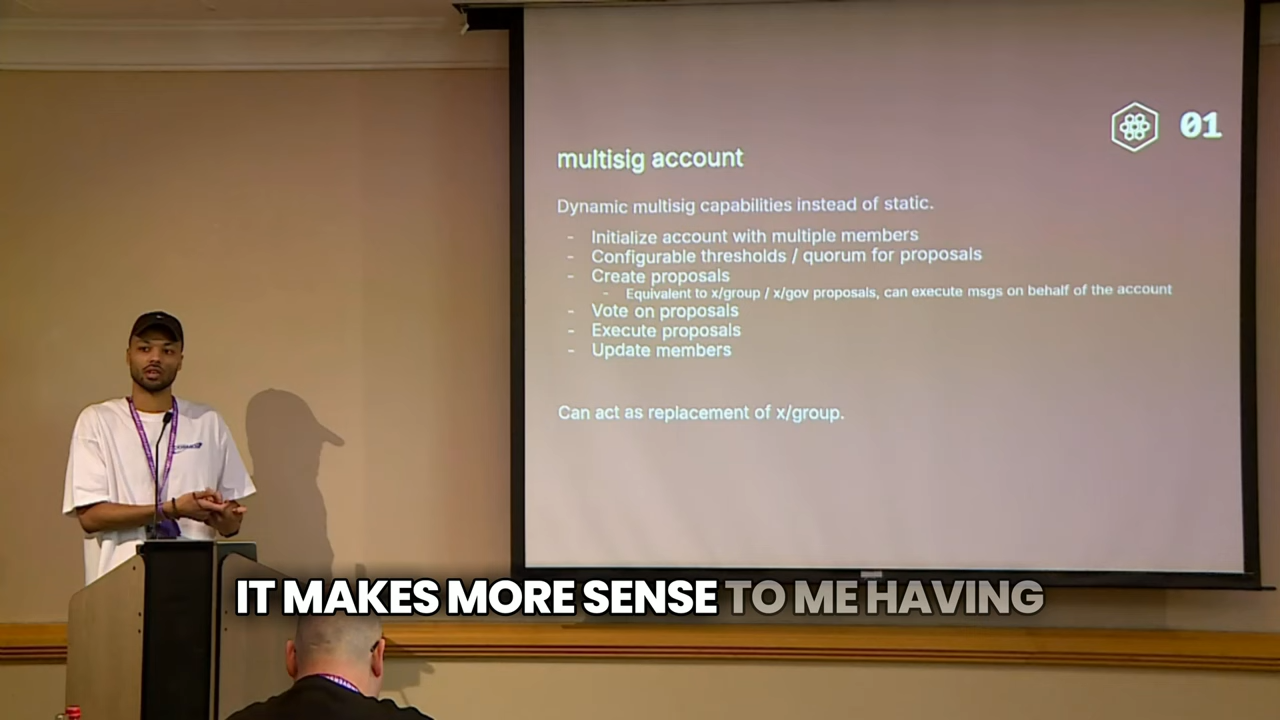 01
multisig account
Dynamic multisig capabilities instead of static.
- Initialize account with multiple members
- Configurable thresholds / quorum for proposals
- Create proposals
- Equivalent to x/group / x/gov proposals, can execute msgs on behalf of the account
- Vote on proposals
- Execute proposals
- Update members
Can act as replacement of x/group.
IT MAKES MORE SENSE TO ME HAVING